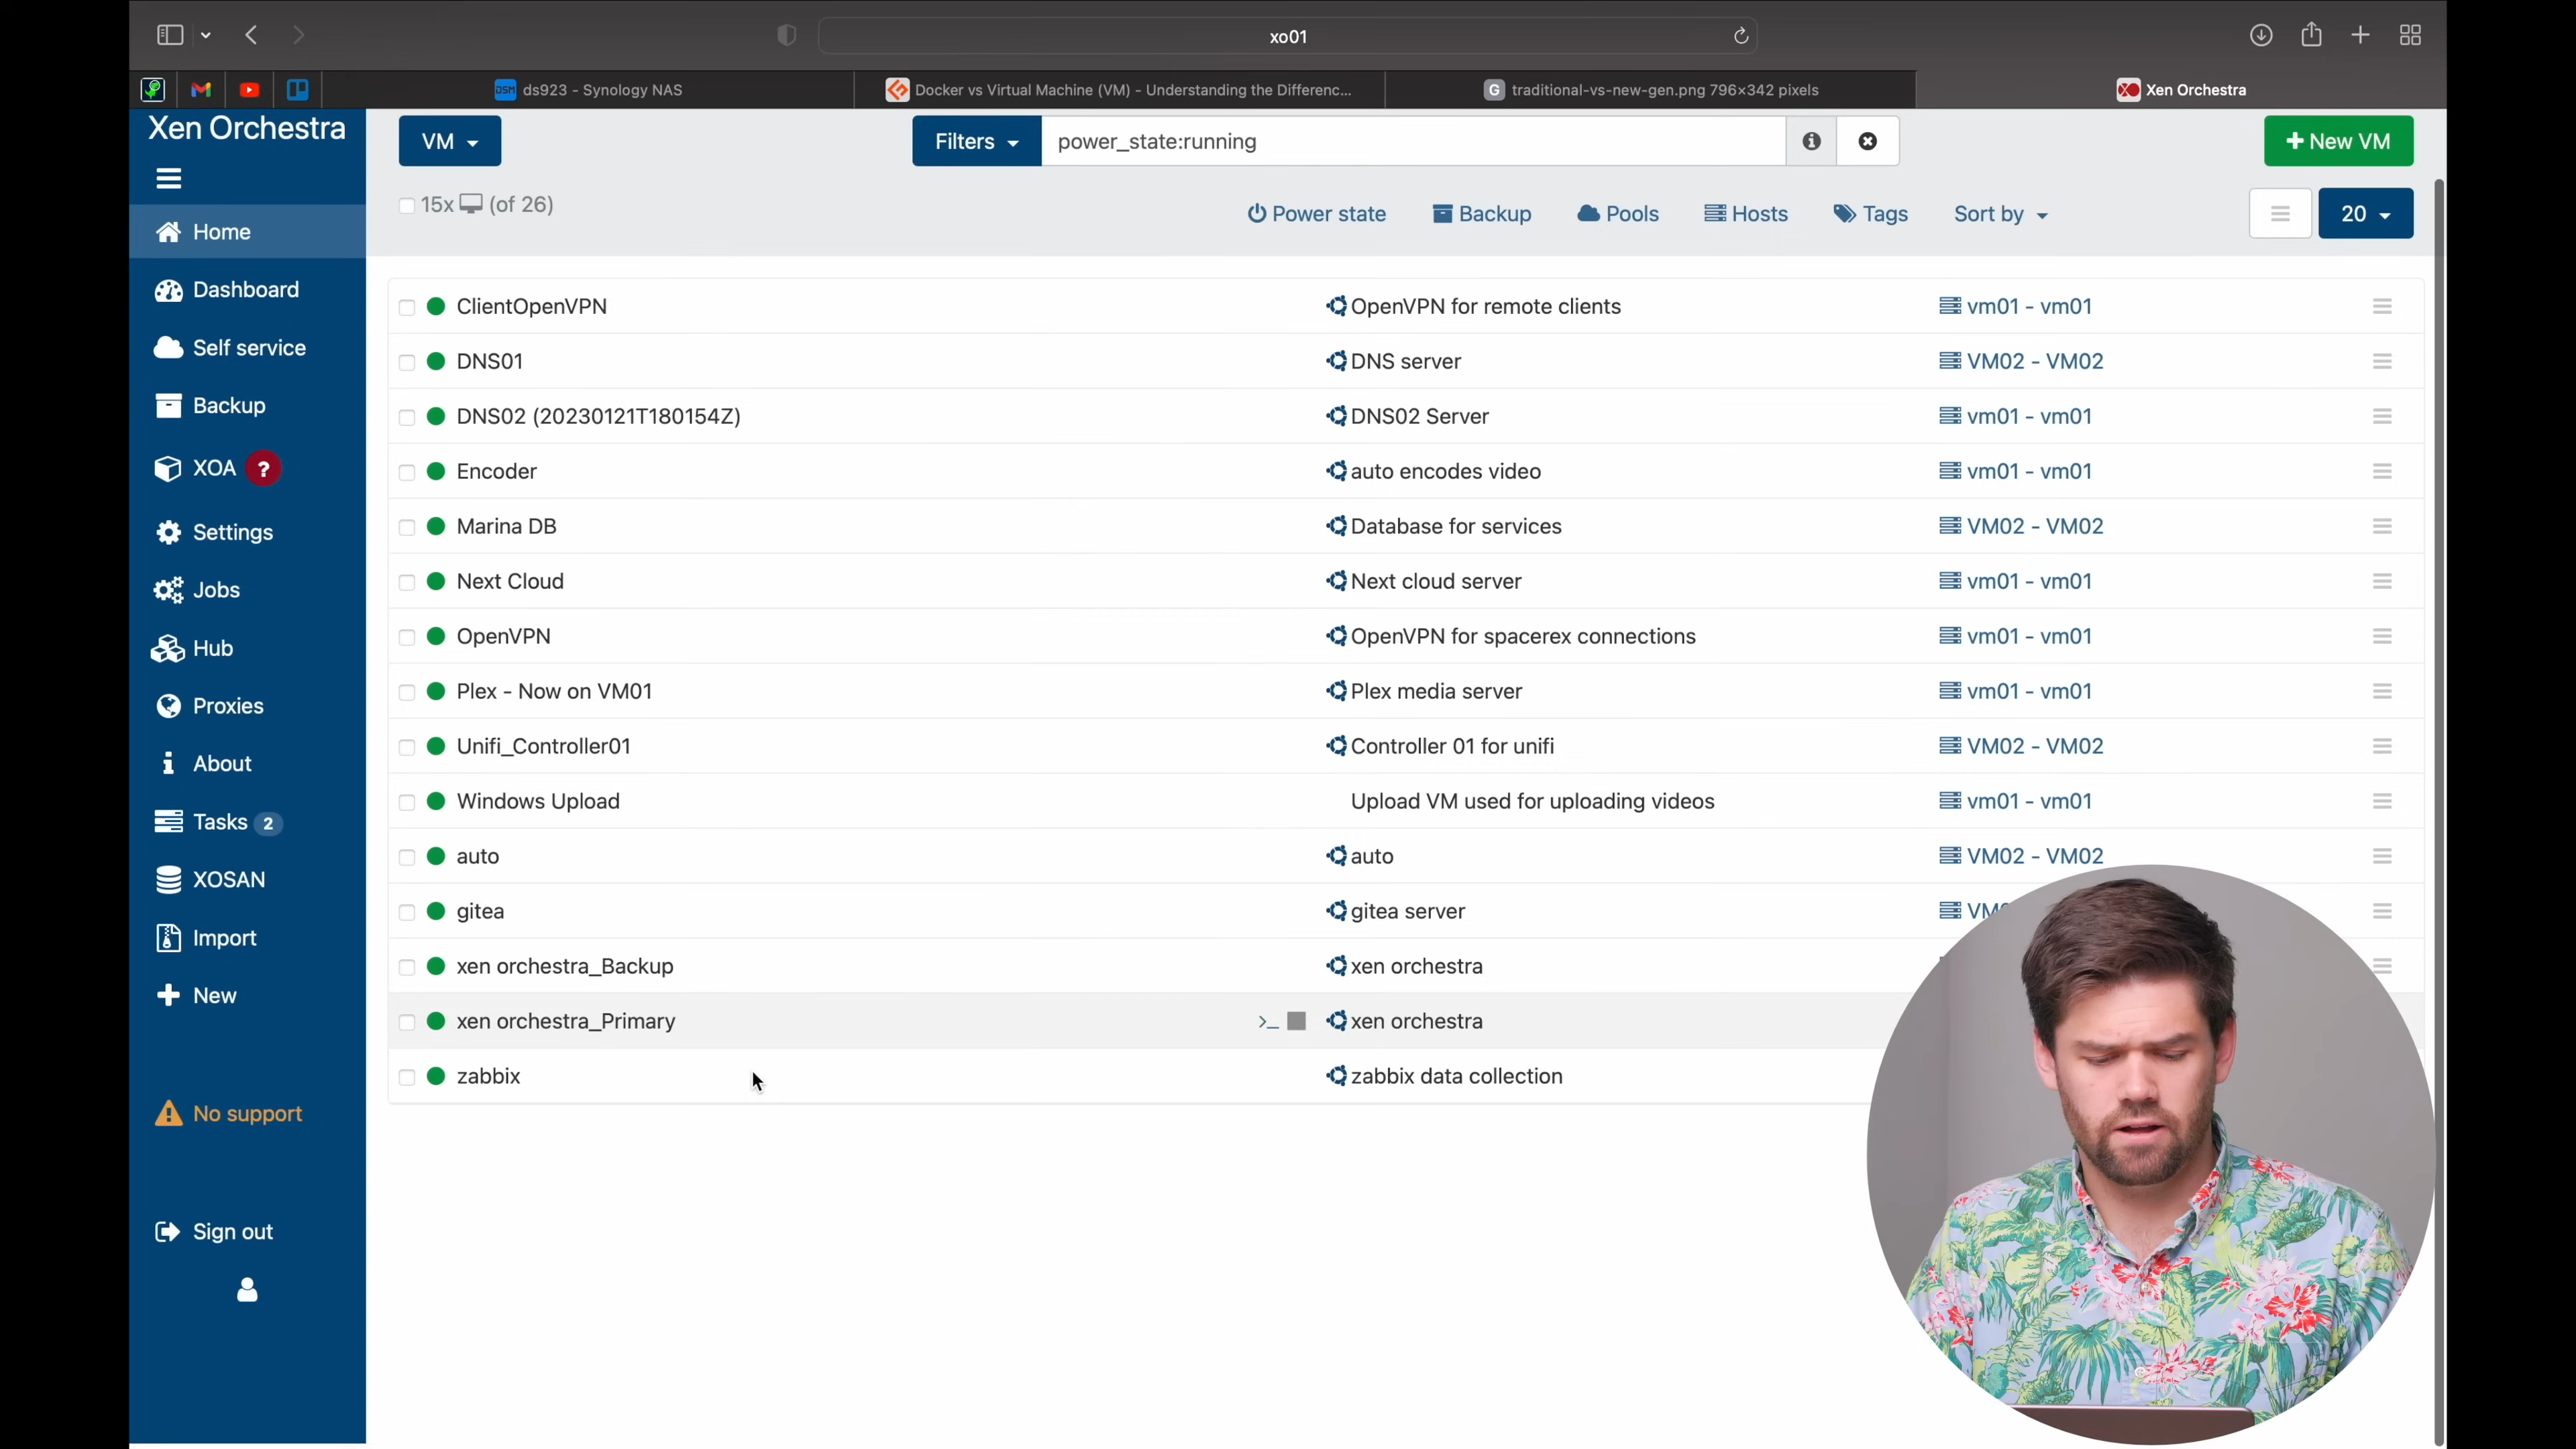 xo01
ds923 - Synology NAS
Docker vs Virtual Machine (VM) - Understanding the Differenc...
G traditional-vs-new-gen.png 796×342 pixels
Xen Orchestra
Xen Orchestra
VM
Filters
power_state:running
New VM
15x (of 26)
Power state
Backup
Pools
Hosts
Tags
Sort by
20
Home
Dashboard
Self service
Backup
XOA ?
Settings
Jobs
Hub
Proxies
About
Tasks 2
XOSAN
Import
New
No support
Sign out
ClientOpenVPN OpenVPN for remote clients vm01 - vm01
DNS01 DNS server VM02 - VM02
DNS02 (20230121T180154Z) DNS02 Server vm01 - vm01
Encoder auto encodes video vm01 - vm01
Marina DB Database for services VM02 - VM02
Next Cloud Next cloud server vm01 - vm01
OpenVPN OpenVPN for spacerex connections vm01 - vm01
Plex - Now on VM01 Plex media server vm01 - vm01
Unifi_Controller01 Controller 01 for unifi VM02 - VM02
Windows Upload Upload VM used for uploading videos vm01 - vm01
auto auto VM02 - VM02
gitea gitea server
xen orchestra_Backup xen orchestra
xen orchestra_Primary >_ xen orchestra
zabbix zabbix data collection